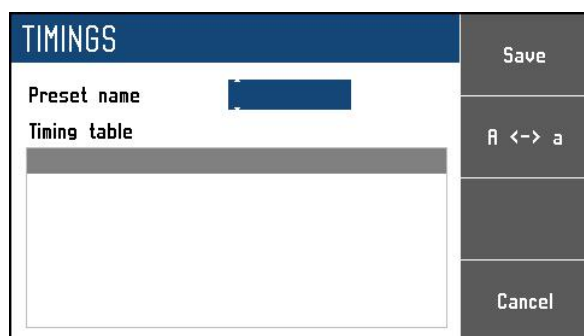 TIMINGS
Preset name
Timing table
Save
A <-> a
Cancel